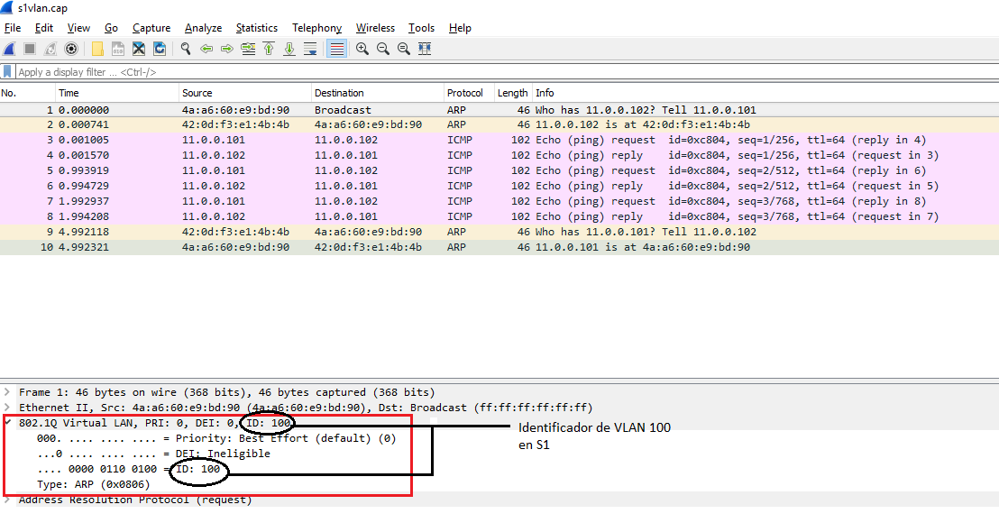 s1vlan.cap
File Edit View Go Capture Analyze Statistics Telephony Wireless Tools Help
Apply a display filter ... <Ctrl-/>
No. Time Source Destination Protocol Length Info
1 0.000000 4a:a6:60:e9:bd:90 Broadcast ARP 46 Who has 11.0.0.102? Tell 11.0.0.101
2 0.000741 42:0d:f3:e1:4b:4b 4a:a6:60:e9:bd:90 ARP 46 11.0.0.102 is at 42:0d:f3:e1:4b:4b
3 0.001005 11.0.0.101 11.0.0.102 ICMP 102 Echo (ping) request id=0xc804, seq=1/256, ttl=64 (reply in 4)
4 0.001570 11.0.0.102 11.0.0.101 ICMP 102 Echo (ping) reply id=0xc804, seq=1/256, ttl=64 (request in 3)
5 0.993919 11.0.0.101 11.0.0.102 ICMP 102 Echo (ping) request id=0xc804, seq=2/512, ttl=64 (reply in 6)
6 0.994729 11.0.0.102 11.0.0.101 ICMP 102 Echo (ping) reply id=0xc804, seq=2/512, ttl=64 (request in 5)
7 1.992937 11.0.0.101 11.0.0.102 ICMP 102 Echo (ping) request id=0xc804, seq=3/768, ttl=64 (reply in 8)
8 1.994208 11.0.0.102 11.0.0.101 ICMP 102 Echo (ping) reply id=0xc804, seq=3/768, ttl=64 (request in 7)
9 4.992118 42:0d:f3:e1:4b:4b 4a:a6:60:e9:bd:90 ARP 46 Who has 11.0.0.101? Tell 11.0.0.102
10 4.992321 4a:a6:60:e9:bd:90 42:0d:f3:e1:4b:4b ARP 46 11.0.0.101 is at 4a:a6:60:e9:bd:90
Frame 1: 46 bytes on wire (368 bits), 46 bytes captured (368 bits)
Ethernet II, Src: 4a:a6:60:e9:bd:90 (4a:a6:60:e9:bd:90), Dst: Broadcast (ff:ff:ff:ff:ff:ff)
802.1Q Virtual LAN, PRI: 0, DEI: 0, ID: 100
000. .... .... .... = Priority: Best Effort (default) (0)
...0 .... .... .... = DEI: Ineligible
.... 0000 0110 0100 = ID: 100
Type: ARP (0x0806)
Address Resolution Protocol (request)
Identificador de VLAN 100
en S1